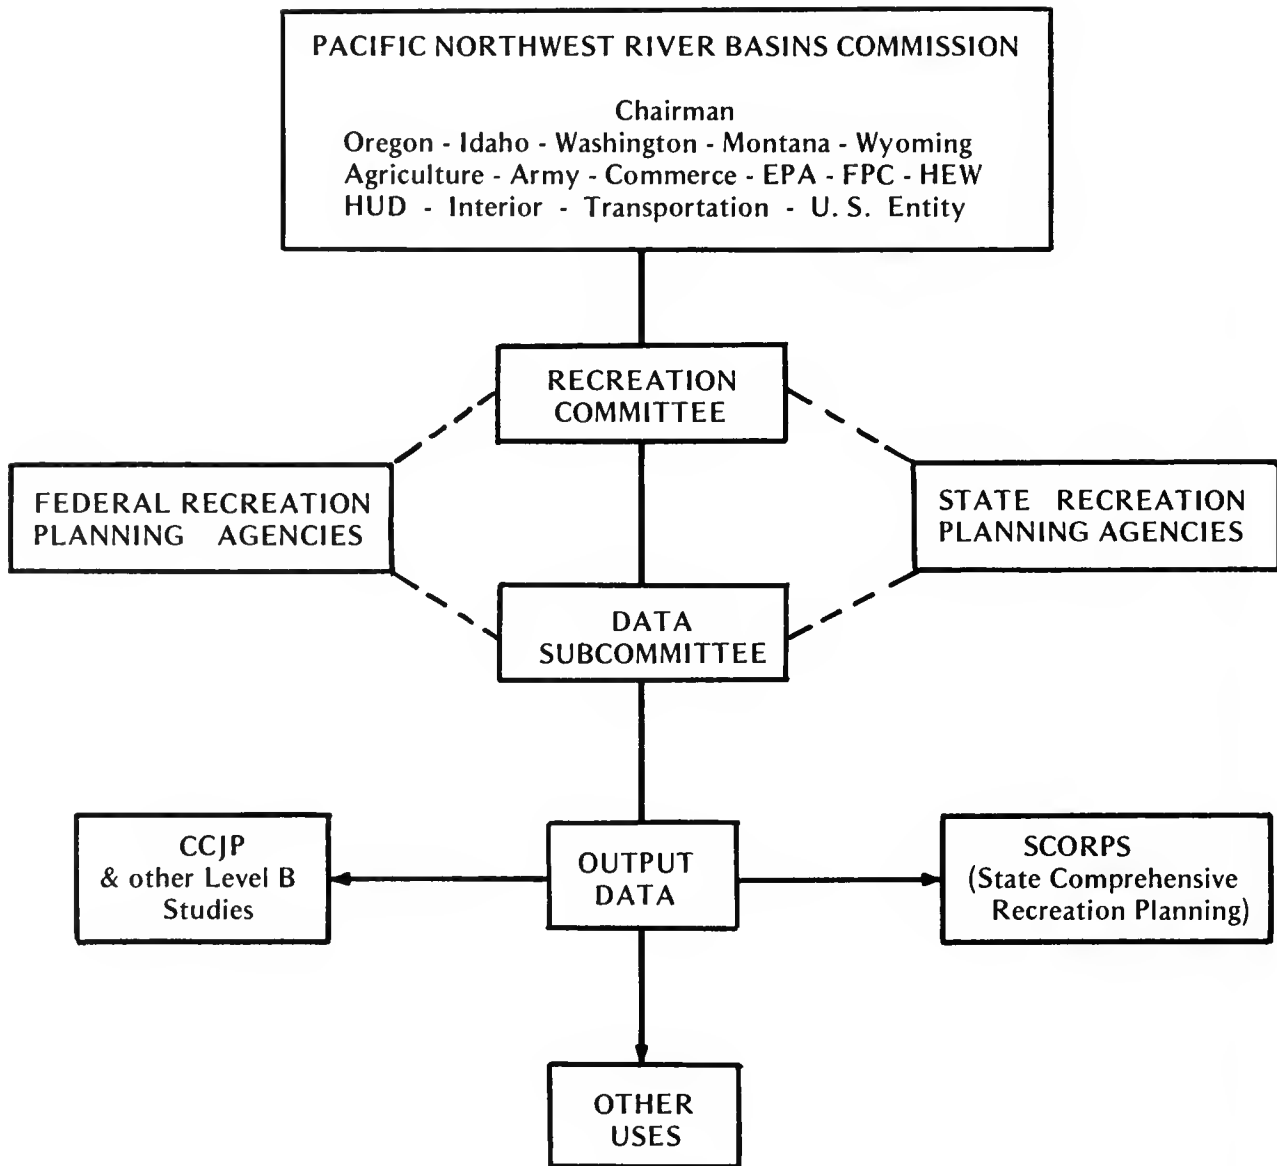 PACIFIC NORTHWEST RIVER BASINS COMMISSION
Chairman
Oregon - Idaho - Washington - Montana - Wyoming
Agriculture - Army - Commerce - EPA - FPC - HEW
HUD - Interior - Transportation - U. S. Entity
RECREATION
COMMITTEE
FEDERAL RECREATION
PLANNING AGENCIES
STATE RECREATION
PLANNING AGENCIES
DATA
SUBCOMMITTEE
CCJP
& other Level B
Studies
OUTPUT
DATA
SCORPS
(State Comprehensive
Recreation Planning)
OTHER
USES